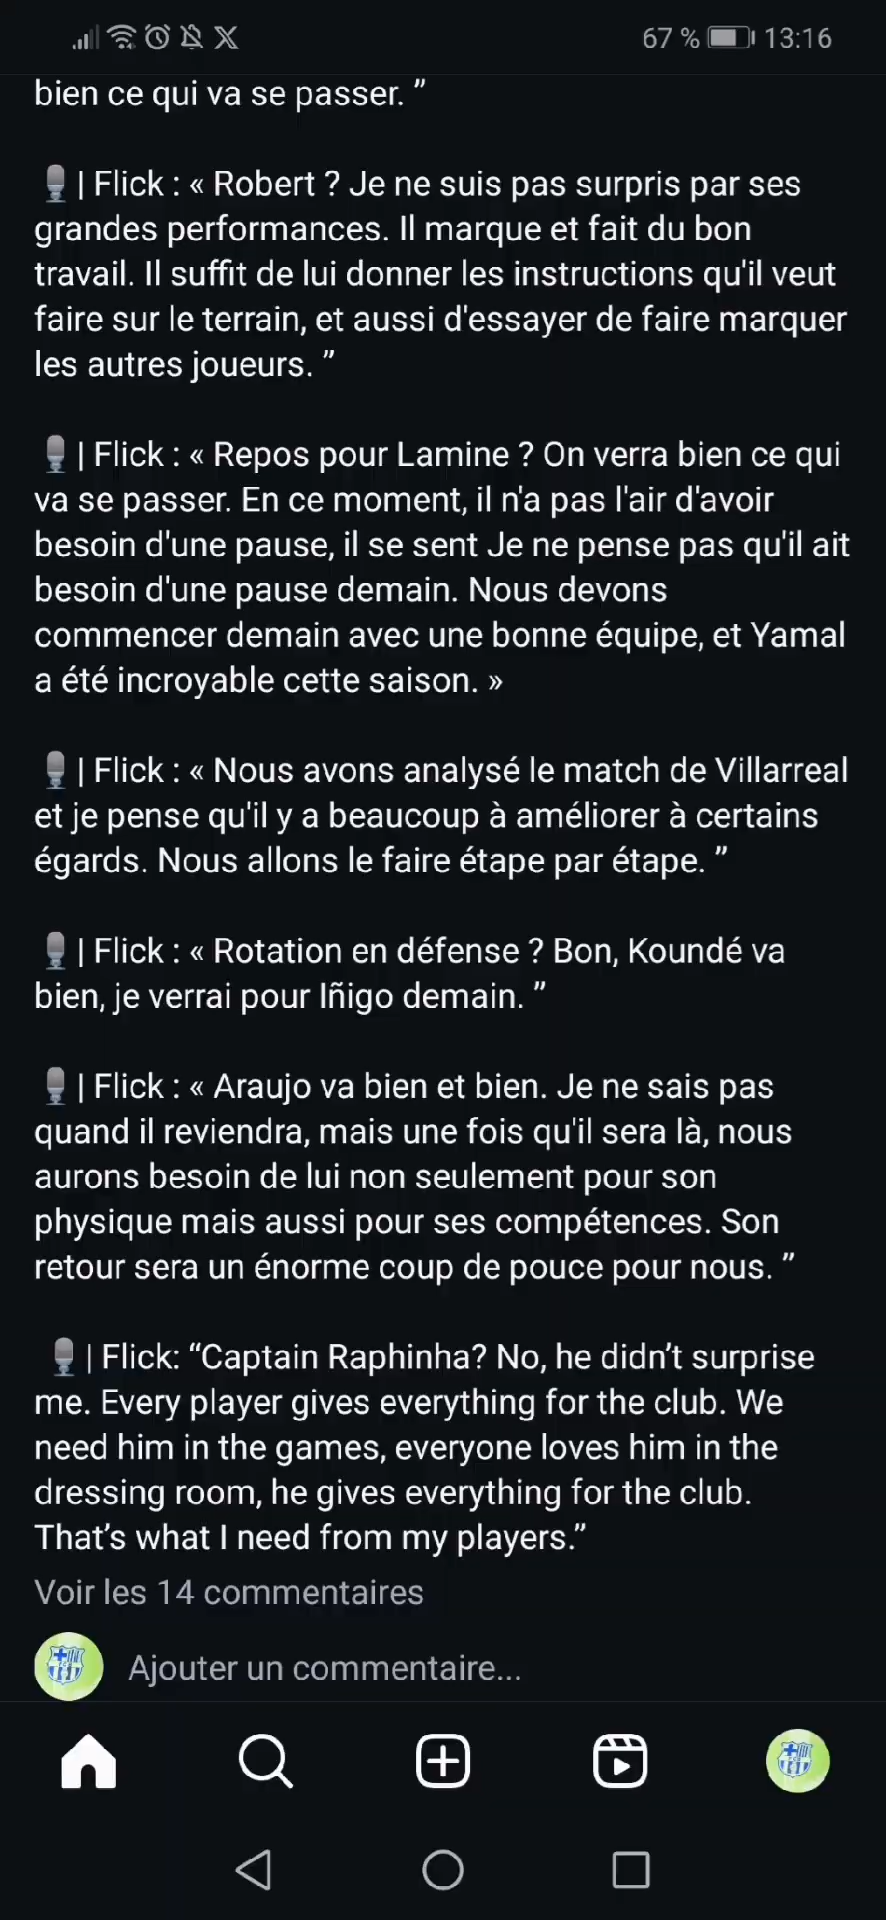 67 % 13:16
bien ce qui va se passer. ”
🎙️| Flick : « Robert ? Je ne suis pas surpris par ses
grandes performances. Il marque et fait du bon
travail. Il suffit de lui donner les instructions qu'il veut
faire sur le terrain, et aussi d'essayer de faire marquer
les autres joueurs. ”
🎙️| Flick : « Repos pour Lamine ? On verra bien ce qui
va se passer. En ce moment, il n'a pas l'air d'avoir
besoin d'une pause, il se sent Je ne pense pas qu'il ait
besoin d'une pause demain. Nous devons
commencer demain avec une bonne équipe, et Yamal
a été incroyable cette saison. »
🎙️| Flick : « Nous avons analysé le match de Villarreal
et je pense qu'il y a beaucoup à améliorer à certains
égards. Nous allons le faire étape par étape. ”
🎙️| Flick : « Rotation en défense ? Bon, Koundé va
bien, je verrai pour Iñigo demain. ”
🎙️| Flick : « Araujo va bien et bien. Je ne sais pas
quand il reviendra, mais une fois qu'il sera là, nous
aurons besoin de lui non seulement pour son
physique mais aussi pour ses compétences. Son
retour sera un énorme coup de pouce pour nous. ”
🎙️| Flick: “Captain Raphinha? No, he didn’t surprise
me. Every player gives everything for the club. We
need him in the games, everyone loves him in the
dressing room, he gives everything for the club.
That’s what I need from my players.”
Voir les 14 commentaires
Ajouter un commentaire...